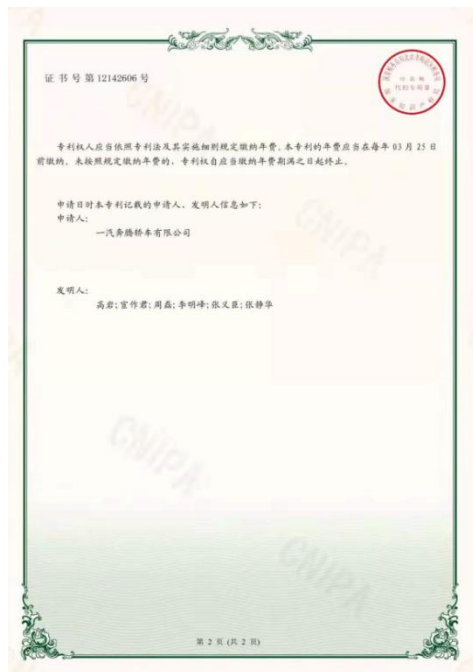 证书号第12142606号
专利权人应当依照专利法及其实施细则规定缴纳年费。本专利的年费应当在每年03月25日
前缴纳。未按照规定缴纳年费的，专利权自应当缴纳年费期满之日起终止。
申请日时本专利记载的申请人、发明人信息如下：
申请人：
一汽奔腾轿车有限公司
发明人：
高岩;宣作君;周磊;李明峰;张义臣;张静华
CNIPA
CNIPA
CNIPA
第 2 页 (共 2 页)